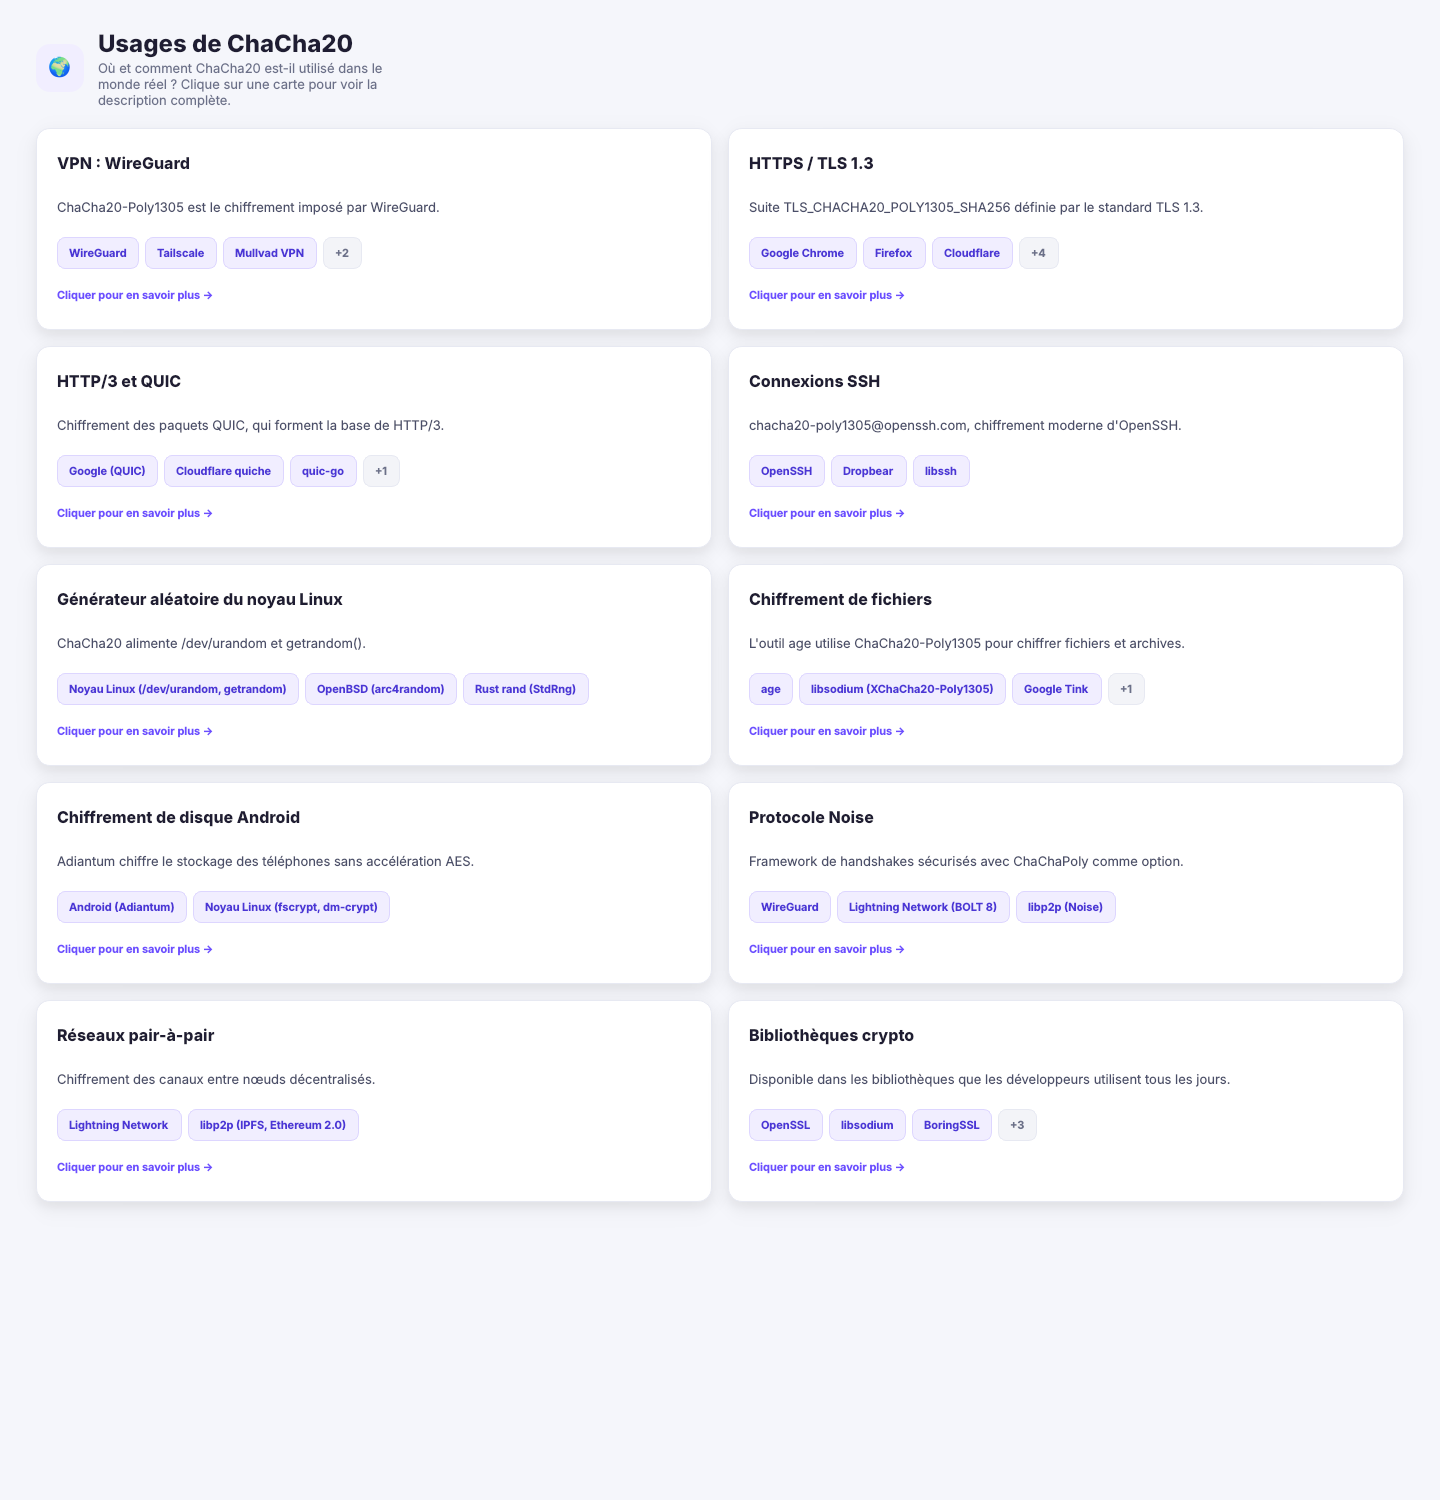 Usages de ChaCha20
Où et comment ChaCha20 est-il utilisé dans le
monde réel ? Clique sur une carte pour voir la
description complète.
VPN : WireGuard
ChaCha20-Poly1305 est le chiffrement imposé par WireGuard.
WireGuard Tailscale Mullvad VPN +2
Cliquer pour en savoir plus →
HTTPS / TLS 1.3
Suite TLS_CHACHA20_POLY1305_SHA256 définie par le standard TLS 1.3.
Google Chrome Firefox Cloudflare +4
Cliquer pour en savoir plus →
HTTP/3 et QUIC
Chiffrement des paquets QUIC, qui forment la base de HTTP/3.
Google (QUIC) Cloudflare quiche quic-go +1
Cliquer pour en savoir plus →
Connexions SSH
chacha20-poly1305@openssh.com, chiffrement moderne d'OpenSSH.
OpenSSH Dropbear libssh
Cliquer pour en savoir plus →
Générateur aléatoire du noyau Linux
ChaCha20 alimente /dev/urandom et getrandom().
Noyau Linux (/dev/urandom, getrandom) OpenBSD (arc4random) Rust rand (StdRng)
Cliquer pour en savoir plus →
Chiffrement de fichiers
L'outil age utilise ChaCha20-Poly1305 pour chiffrer fichiers et archives.
age libsodium (XChaCha20-Poly1305) Google Tink +1
Cliquer pour en savoir plus →
Chiffrement de disque Android
Adiantum chiffre le stockage des téléphones sans accélération AES.
Android (Adiantum) Noyau Linux (fscrypt, dm-crypt)
Cliquer pour en savoir plus →
Protocole Noise
Framework de handshakes sécurisés avec ChaChaPoly comme option.
WireGuard Lightning Network (BOLT 8) libp2p (Noise)
Cliquer pour en savoir plus →
Réseaux pair-à-pair
Chiffrement des canaux entre nœuds décentralisés.
Lightning Network libp2p (IPFS, Ethereum 2.0)
Cliquer pour en savoir plus →
Bibliothèques crypto
Disponible dans les bibliothèques que les développeurs utilisent tous les jours.
OpenSSL libsodium BoringSSL +3
Cliquer pour en savoir plus →